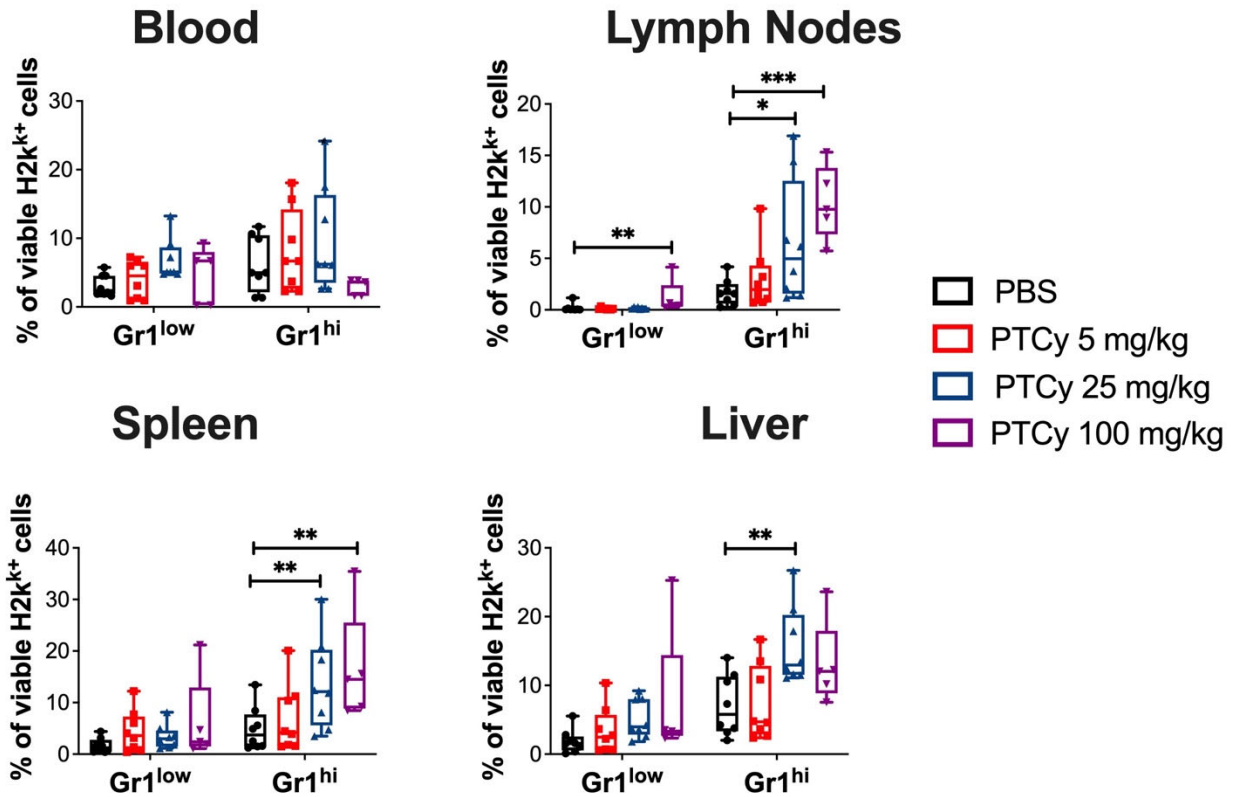 Blood
% of viable H2k^k+ cells
30
20
10
0
Gr1^low
Gr1^hi
Lymph Nodes
% of viable H2k^k+ cells
20
15
10
5
0
**
*
***
Gr1^low
Gr1^hi
PBS
PTCy 5 mg/kg
PTCy 25 mg/kg
PTCy 100 mg/kg
Spleen
% of viable H2k^k+ cells
40
30
20
10
0
**
**
Gr1^low
Gr1^hi
Liver
% of viable H2k^k+ cells
30
20
10
0
**
Gr1^low
Gr1^hi